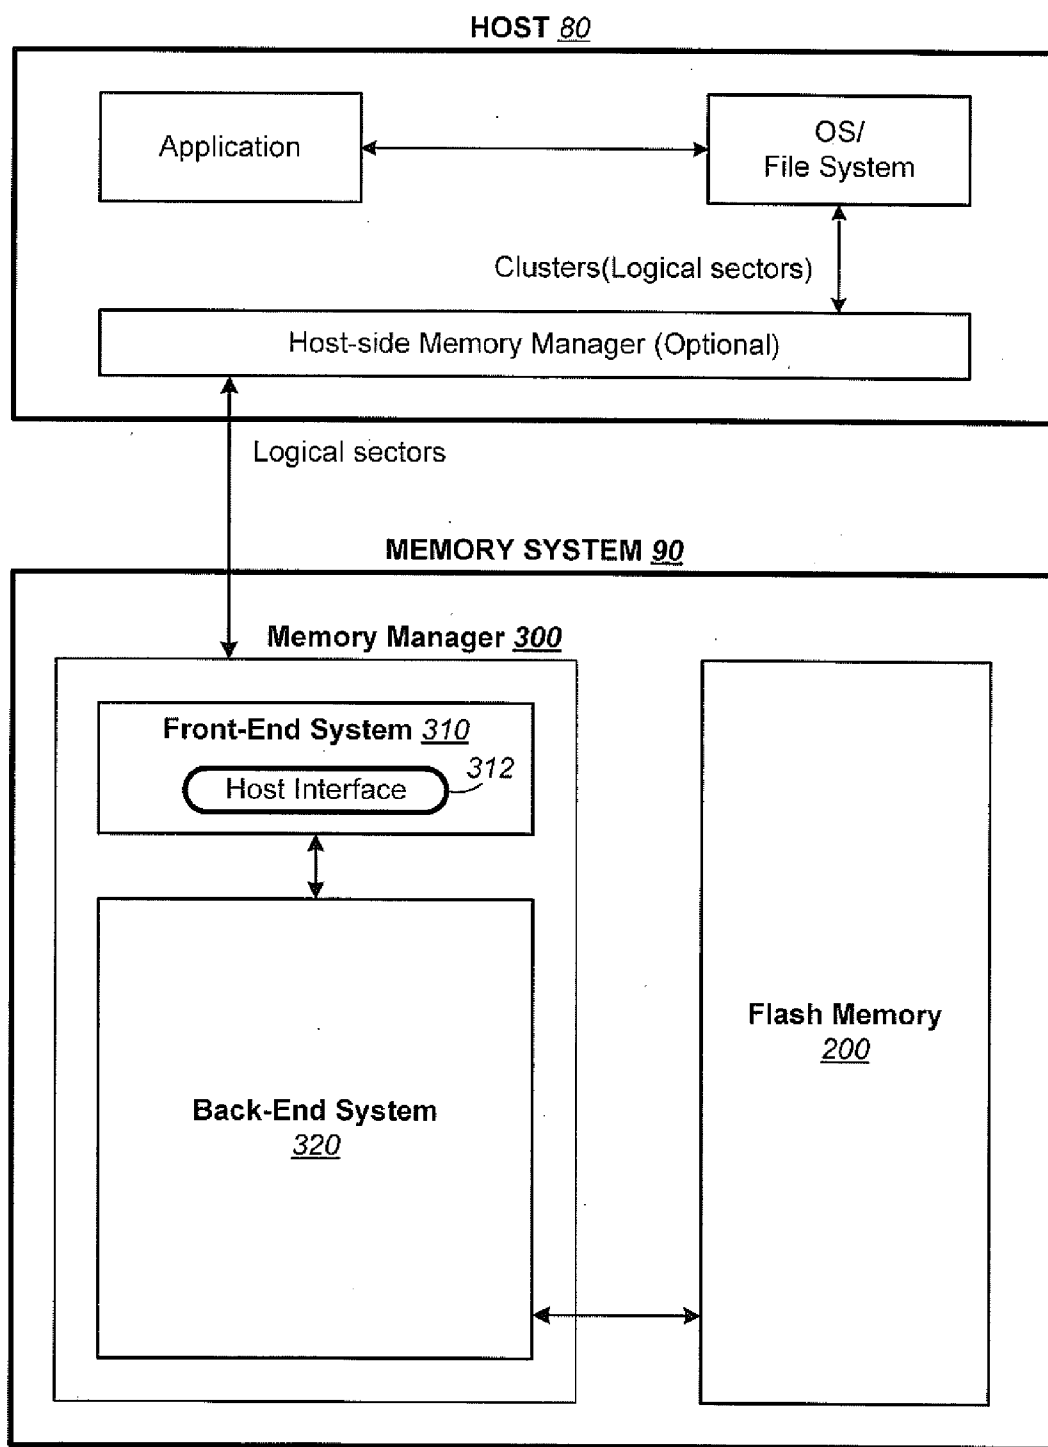 HOST 80
Application
OS/
File System
Clusters(Logical sectors)
Host-side Memory Manager (Optional)
Logical sectors
MEMORY SYSTEM 90
Memory Manager 300
Front-End System 310
312
Host Interface
Flash Memory
200
Back-End System
320